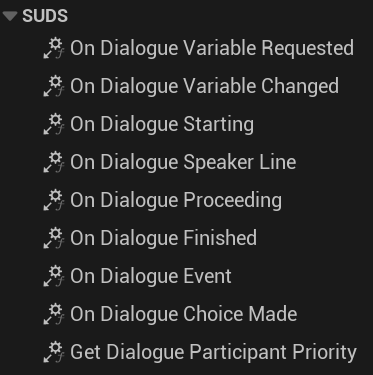 SUDS
On Dialogue Variable Requested
On Dialogue Variable Changed
On Dialogue Starting
On Dialogue Speaker Line
On Dialogue Proceeding
On Dialogue Finished
On Dialogue Event
On Dialogue Choice Made
Get Dialogue Participant Priority